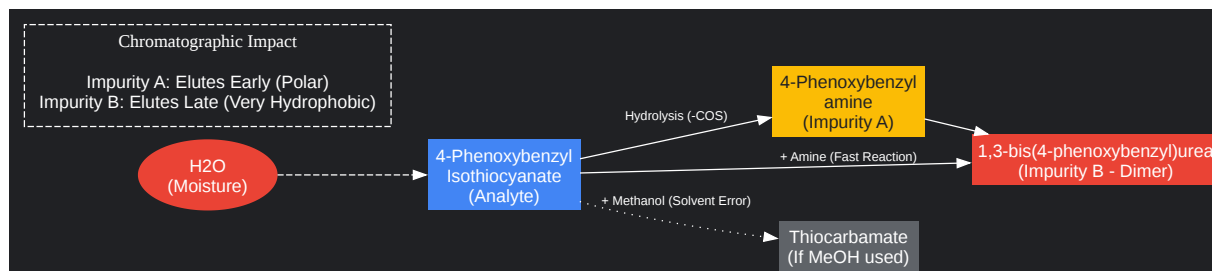 Chromatographic Impact
Impurity A: Elutes Early (Polar)
Impurity B: Elutes Late (Very Hydrophobic)
H2O
(Moisture)
4-Phenoxybenzyl
Isothiocyanate
(Analyte)
Hydrolysis (-COS)
+ Amine (Fast Reaction)
+ Methanol (Solvent Error)
4-Phenoxybenzyl
amine
(Impurity A)
1,3-bis(4-phenoxybenzyl)urea
(Impurity B - Dimer)
Thiocarbamate
(If MeOH used)